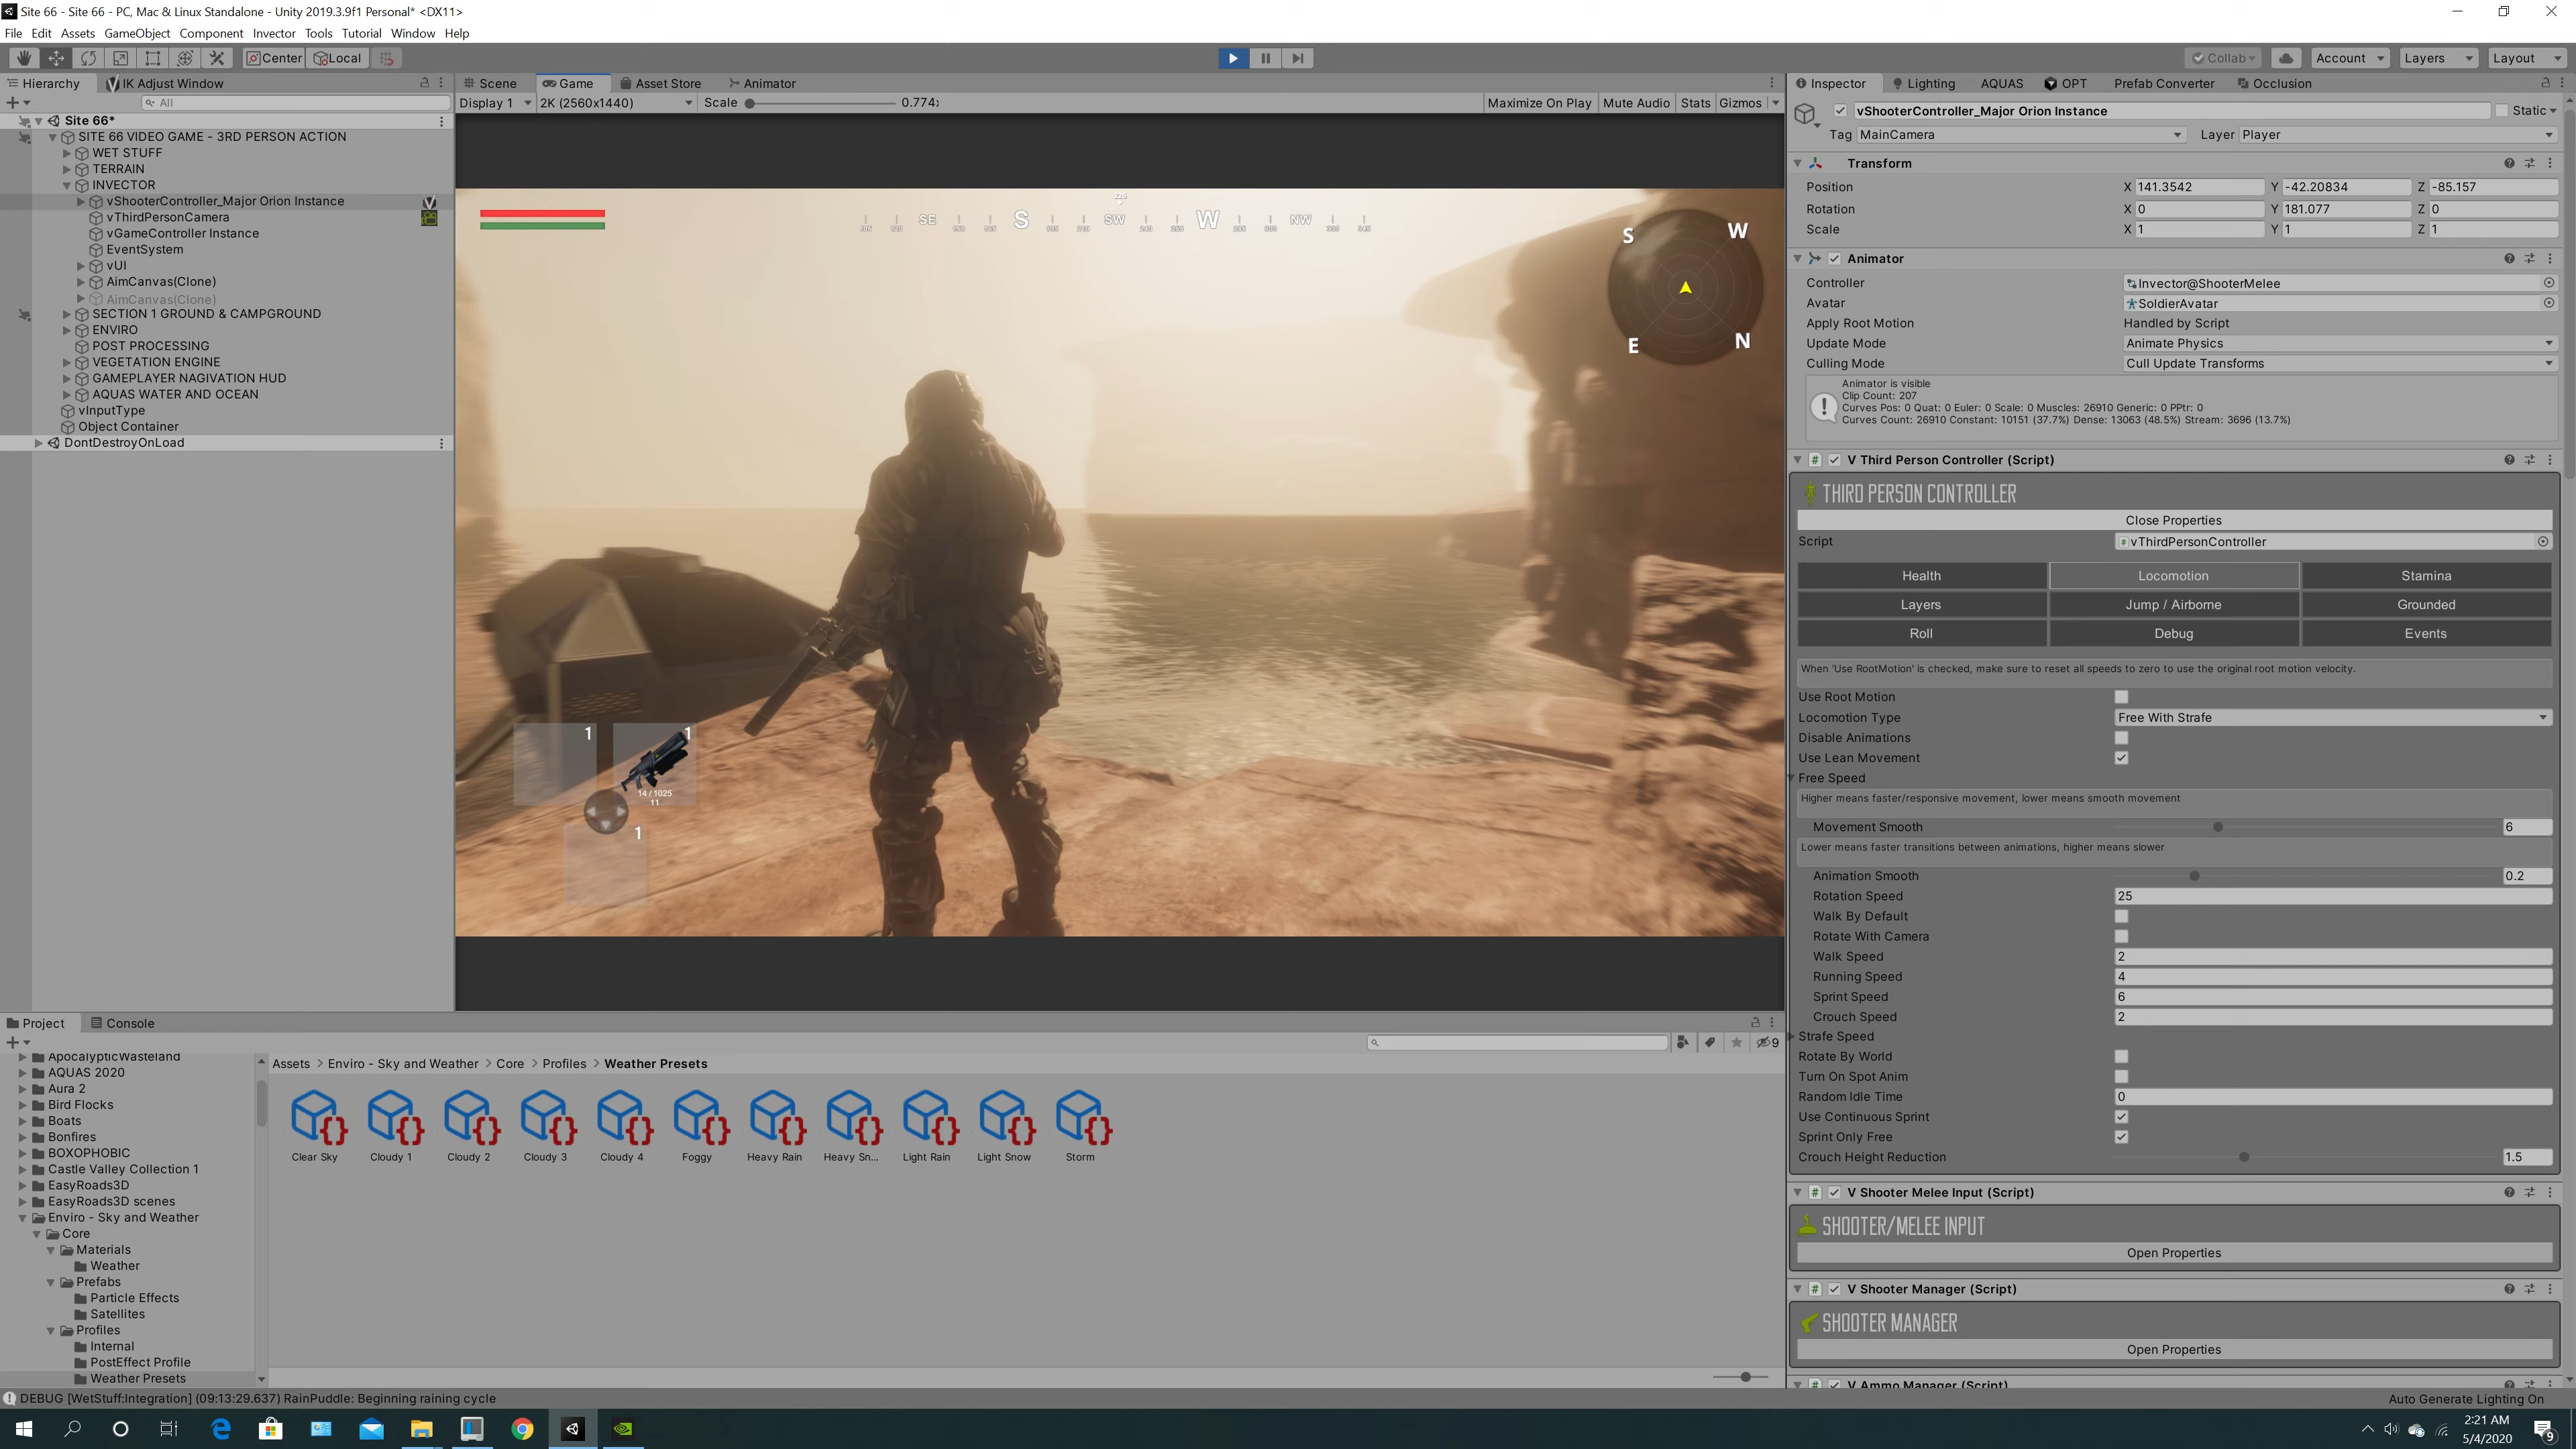 Site 66 - Site 66 - PC, Mac & Linux Standalone - Unity 2019.3.9f1 Personal* <DX11>
File Edit Assets GameObject Component Invector Tools Tutorial Window Help
Center Local Collab Account Layers Layout
Hierarchy IK Adjust Window
All
Site 66*
SITE 66 VIDEO GAME - 3RD PERSON ACTION
WET STUFF
TERRAIN
INVECTOR
vShooterController_Major Orion Instance
vThirdPersonCamera
vGameController Instance
EventSystem
vUI
AimCanvas(Clone)
AimCanvas(Clone)
SECTION 1 GROUND & CAMPGROUND
ENVIRO
POST PROCESSING
VEGETATION ENGINE
GAMEPLAYER NAGIVATION HUD
AQUAS WATER AND OCEAN
vInputType
Object Container
DontDestroyOnLoad
Scene Game Asset Store Animator
Display 1 2K (2560x1440) Scale 0.774x Maximize On Play Mute Audio Stats Gizmos
SE S SW W NW
105 120 150 165 190 210 240 255 285 300 330 345
S W
E N
1 1
14 / 1025
11
1
Inspector Lighting AQUAS OPT Prefab Converter Occlusion
vShooterController_Major Orion Instance Static
Tag MainCamera Layer Player
Transform
Position X 141.3542 Y -42.20834 Z -85.157
Rotation X 0 Y 181.077 Z 0
Scale X 1 Y 1 Z 1
Animator
Controller Invector@ShooterMelee
Avatar SoldierAvatar
Apply Root Motion Handled by Script
Update Mode Animate Physics
Culling Mode Cull Update Transforms
Animator is visible
Clip Count: 207
Curves Pos: 0 Quat: 0 Euler: 0 Scale: 0 Muscles: 26910 Generic: 0 PPtr: 0
Curves Count: 26910 Constant: 10151 (37.7%) Dense: 13063 (48.5%) Stream: 3696 (13.7%)
V Third Person Controller (Script)
THIRD PERSON CONTROLLER
Close Properties
Script vThirdPersonController
Health Locomotion Stamina
Layers Jump / Airborne Grounded
Roll Debug Events
When 'Use RootMotion' is checked, make sure to reset all speeds to zero to use the original root motion velocity.
Use Root Motion
Locomotion Type Free With Strafe
Disable Animations
Use Lean Movement
Free Speed
Higher means faster/responsive movement, lower means smooth movement
Movement Smooth 6
Lower means faster transitions between animations, higher means slower
Animation Smooth 0.2
Rotation Speed 25
Walk By Default
Rotate With Camera
Walk Speed 2
Running Speed 4
Sprint Speed 6
Crouch Speed 2
Strafe Speed
Rotate By World
Turn On Spot Anim
Random Idle Time 0
Use Continuous Sprint
Sprint Only Free
Crouch Height Reduction 1.5
V Shooter Melee Input (Script)
SHOOTER/MELEE INPUT
Open Properties
V Shooter Manager (Script)
SHOOTER MANAGER
Open Properties
V Ammo Manager (Script)
Project Console
9
ApocalypticWasteland
AQUAS 2020
Aura 2
Bird Flocks
Boats
Bonfires
BOXOPHOBIC
Castle Valley Collection 1
EasyRoads3D
EasyRoads3D scenes
Enviro - Sky and Weather
Core
Materials
Weather
Prefabs
Particle Effects
Satellites
Profiles
Internal
PostEffect Profile
Weather Presets
Assets > Enviro - Sky and Weather > Core > Profiles > Weather Presets
Clear Sky Cloudy 1 Cloudy 2 Cloudy 3 Cloudy 4 Foggy Heavy Rain Heavy Sn... Light Rain Light Snow Storm
DEBUG [WetStuff:Integration] (09:13:29.637) RainPuddle: Beginning raining cycle
Auto Generate Lighting On
2:21 AM
5/4/2020
9